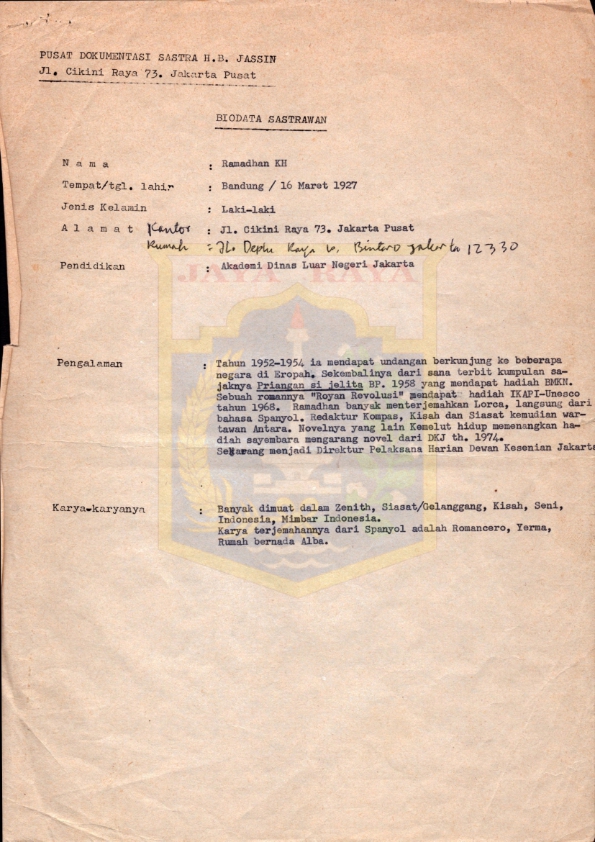 PUSAT DOKUMENTASI SASTRA H.B. JASSIN
Jl. Cikini Raya 73. Jakarta Pusat
BIODATA SASTRAWAN
N a m a : Ramadhan KH
Tempat/tgl. lahir : Bandung / 16 Maret 1927
Jenis Kelamin : Laki-laki
A l a m a t Kantor : Jl. Cikini Raya 73. Jakarta Pusat
Rumah : Jl. Deplu Raya Bintaro Jakarta 12330
Pendidikan : Akademi Dinas Luar Negeri Jakarta
JAYA RAYA
Pengalaman : Tahun 1952-1954 ia mendapat undangan berkunjung ke beberapa
negara di Eropah. Sekembalinya dari sana terbit kumpulan sa-
jaknya Priangan si jelita BP. 1958 yang mendapat hadiah BMKN.
Sebuah romannya "Royan Revolusi" mendapat hadiah IKAPI-Unesco
tahun 1968. Ramadhan banyak menterjemahkan Lorca, langsung dari
bahasa Spanyol. Redaktur Kompas, Kisah dan Siasat kemudian war-
tawan Antara. Novelnya yang lain Kemelut hidup memenangkan ha-
diah sayembara mengarang novel dari DKJ th. 1974.
Sekarang menjadi Direktur Pelaksana Harian Dewan Kesenian Jakarta
Karya-karyanya : Banyak dimuat dalam Zenith, Siasat/Gelanggang, Kisah, Seni,
Indonesia, Mimbar Indonesia.
Karya terjemahannya dari Spanyol adalah Romancero, Yerma,
Rumah bernada Alba.